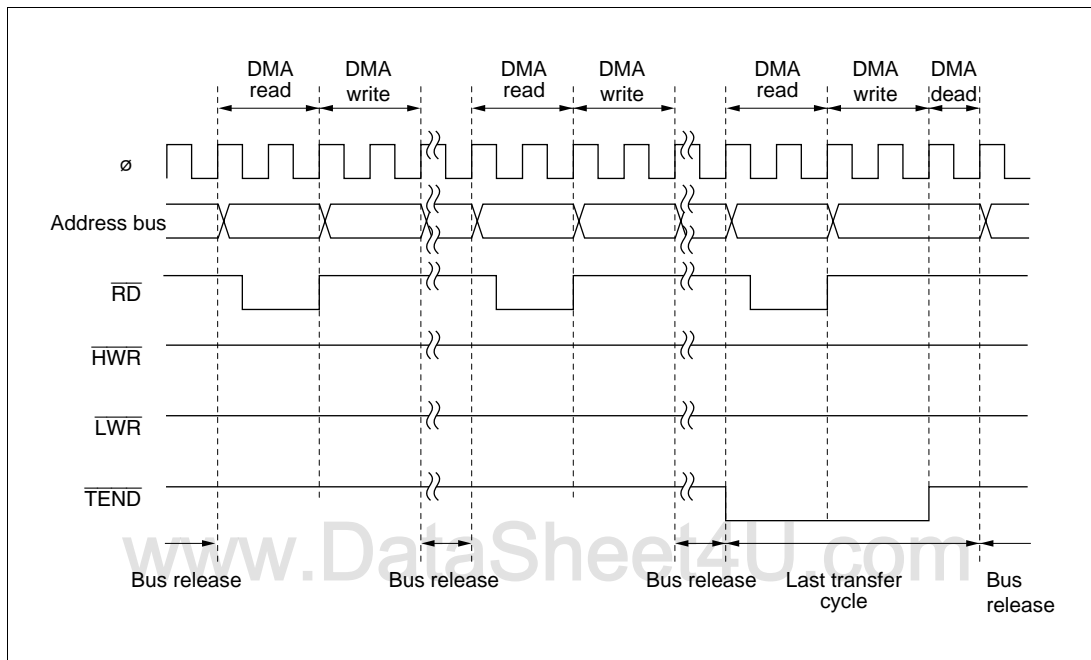 DMA read
DMA write
DMA read
DMA write
DMA read
DMA write
DMA dead
ø
Address bus
RD
HWR
LWR
TEND
www.DataSheet4U.com
Bus release
Bus release
Bus release
Last transfer cycle
Bus release